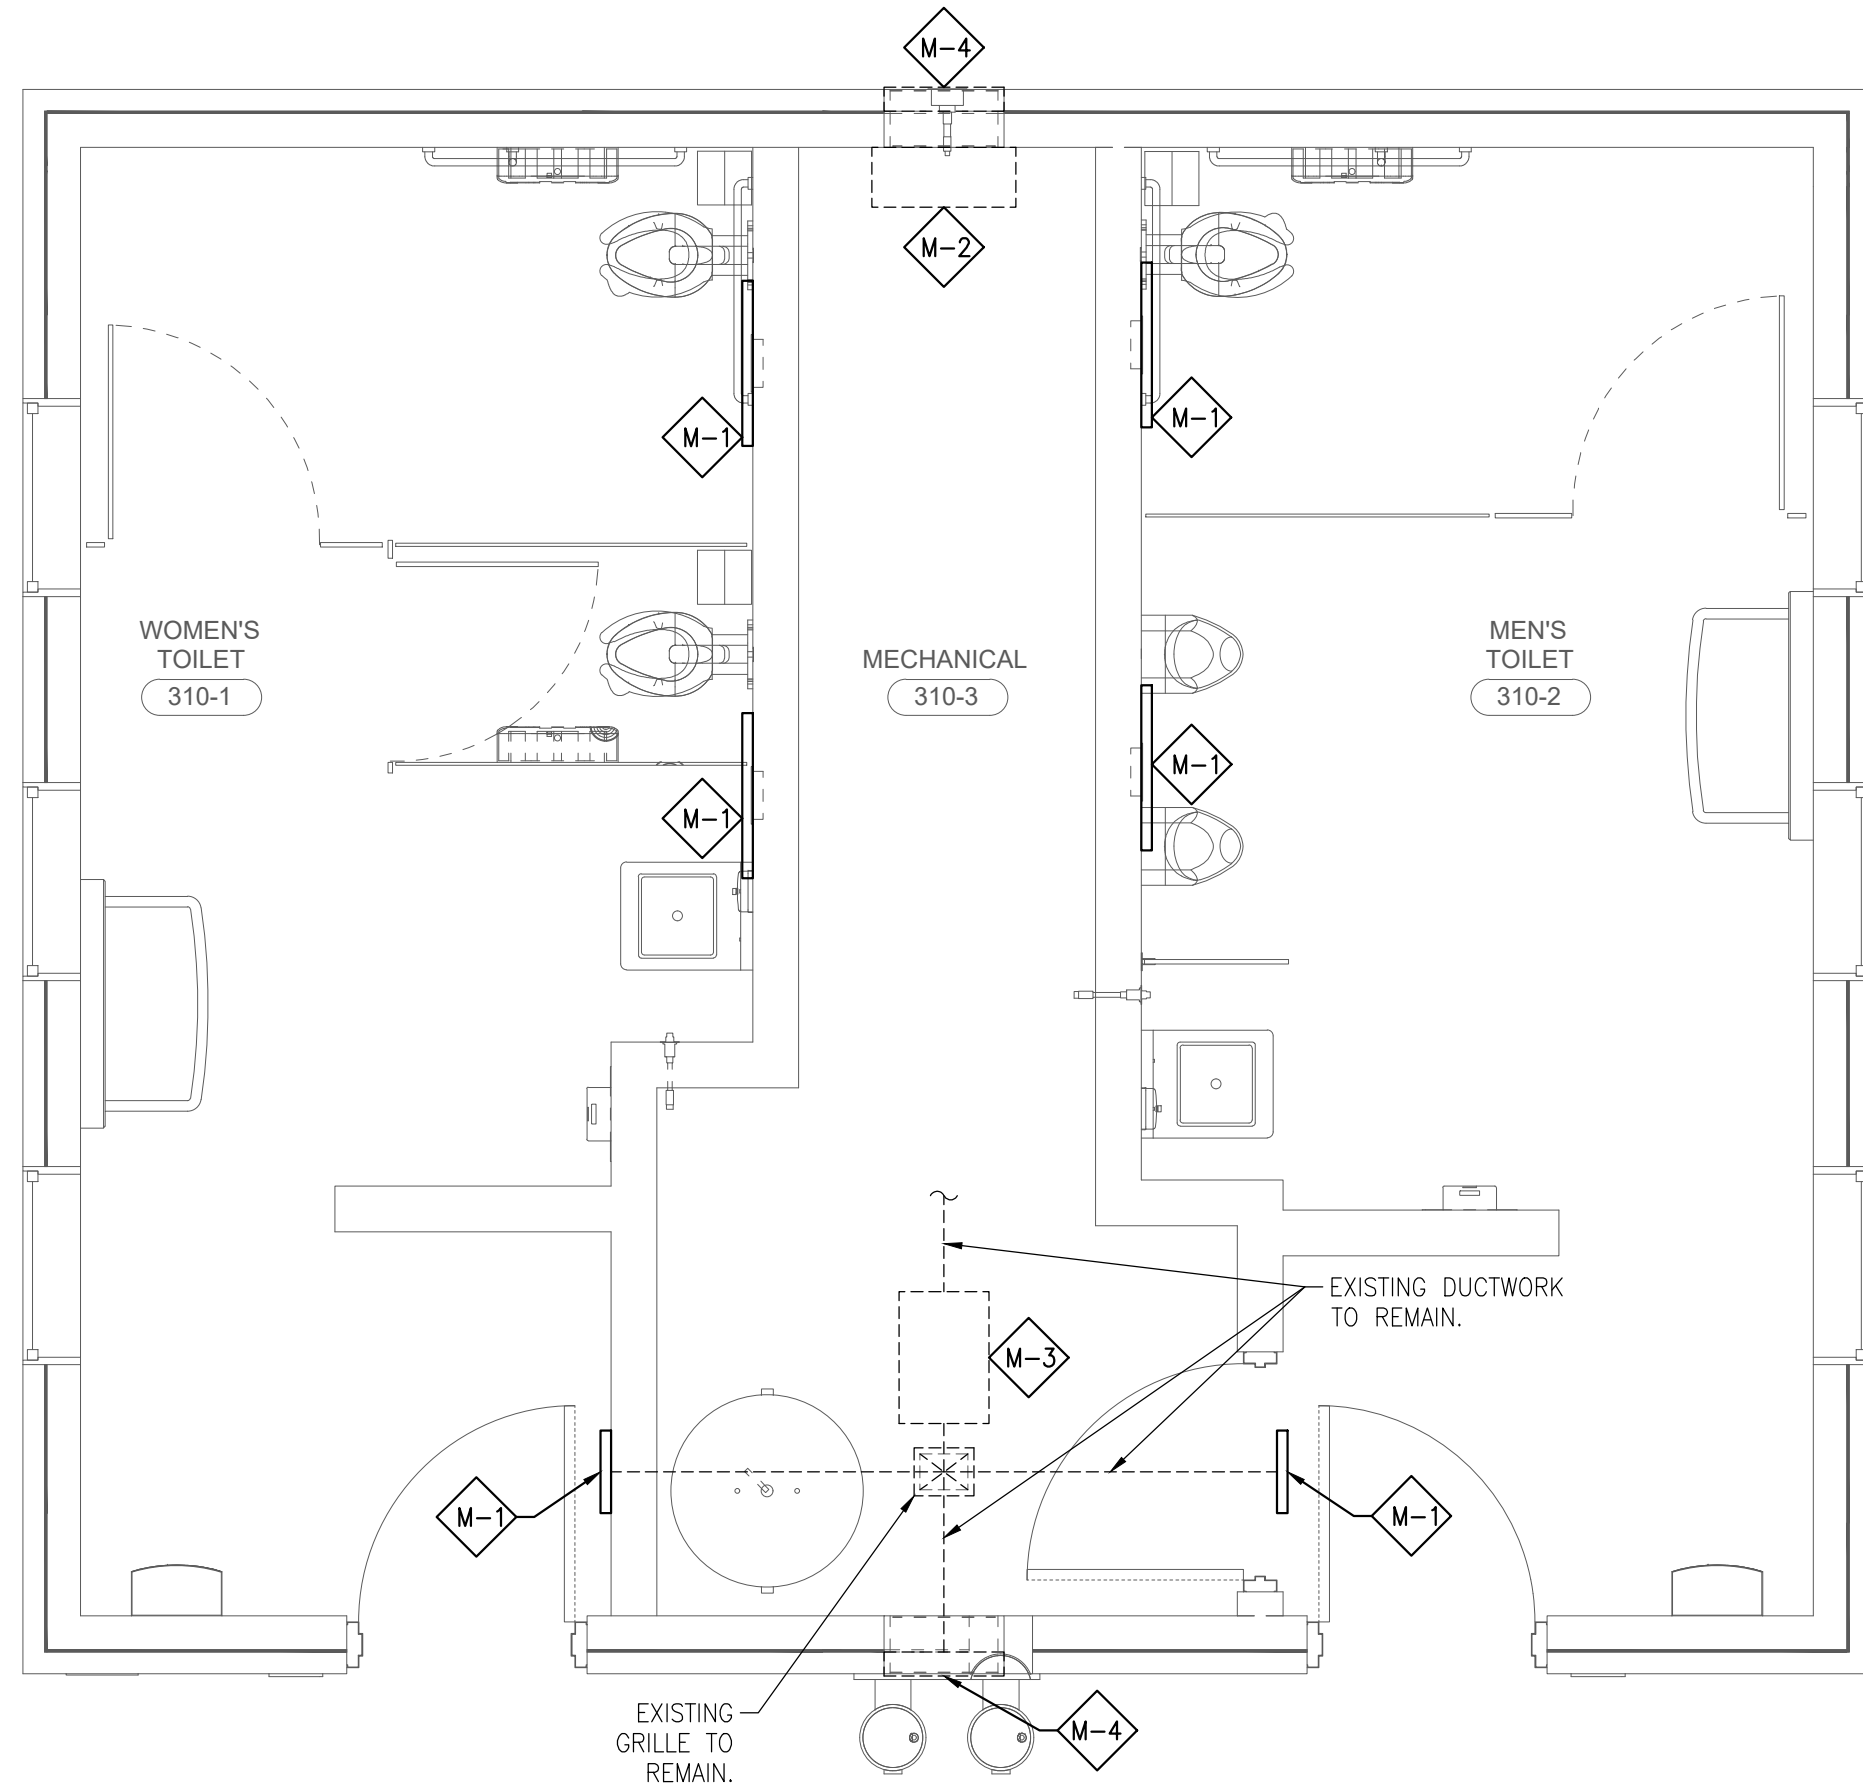 M-4
M-2
M-1
M-1
WOMEN'S
TOILET
310-1
MECHANICAL
310-3
MEN'S
TOILET
310-2
M-1
M-1
EXISTING DUCTWORK
TO REMAIN.
M-3
M-1
M-1
EXISTING
GRILLE TO
REMAIN.
M-4